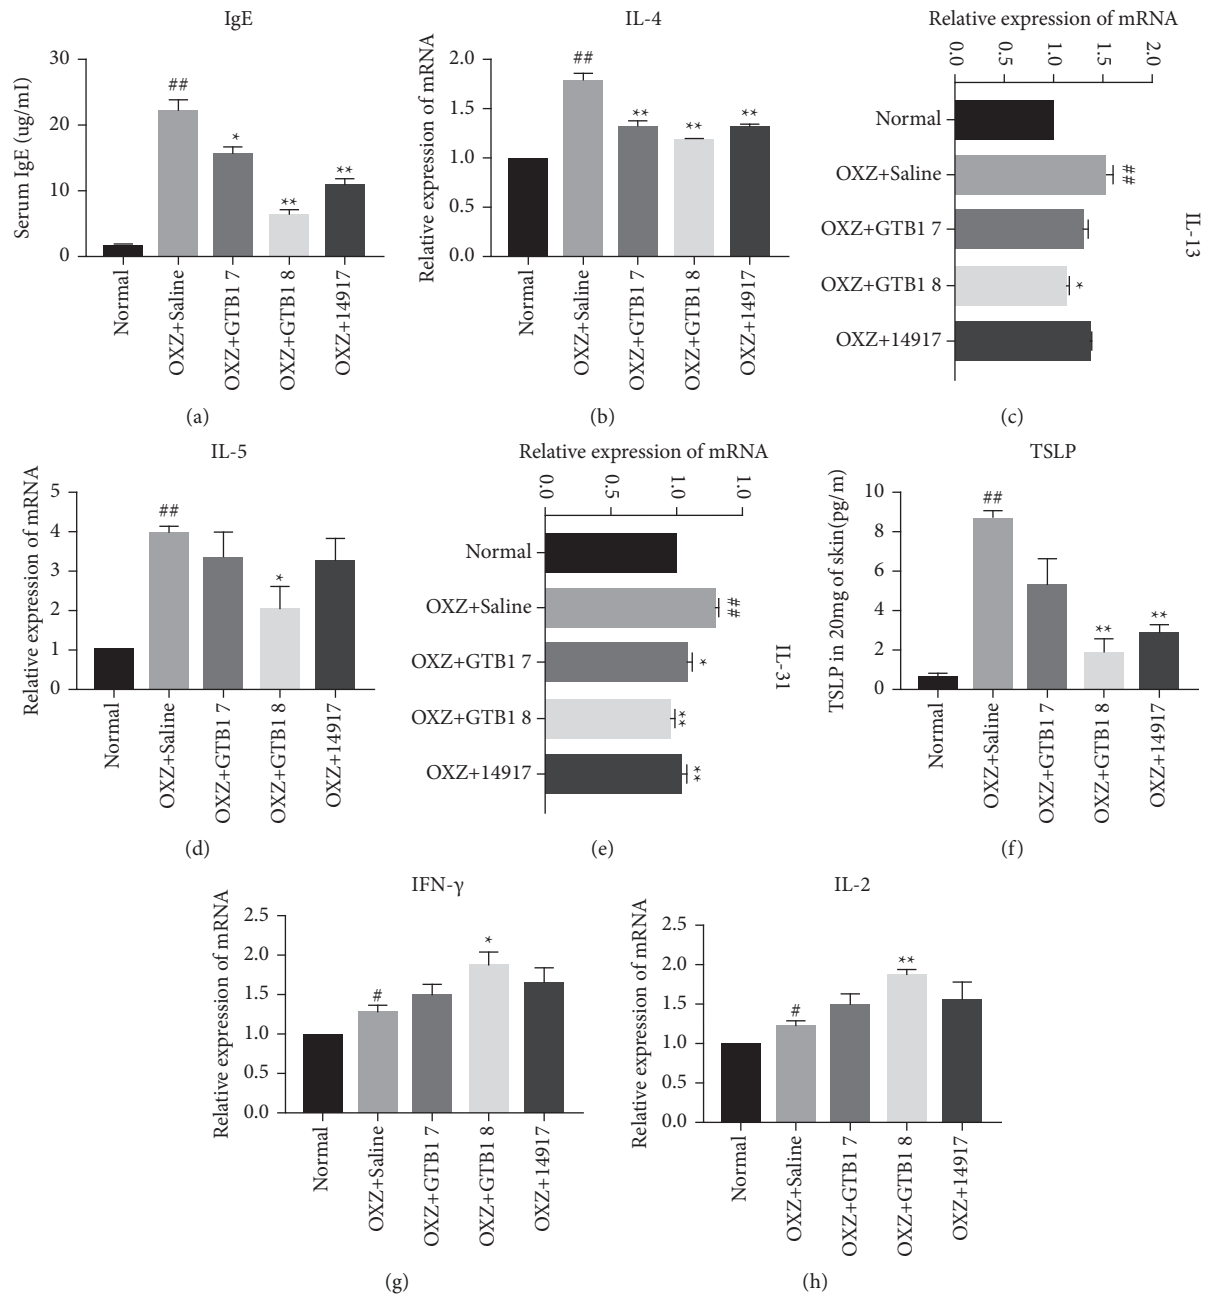 IgE
Serum IgE (ug/ml)
30
20
10
0
##
*
**
**
Normal
OXZ+Saline
OXZ+GTB1 7
OXZ+GTB1 8
OXZ+14917
(a)
IL-4
Relative expression of mRNA
2.0
1.5
1.0
0.5
0.0
##
**
**
**
Normal
OXZ+Saline
OXZ+GTB1 7
OXZ+GTB1 8
OXZ+14917
(b)
Relative expression of mRNA
0.0
0.5
1.0
1.5
2.0
Normal
OXZ+Saline
##
OXZ+GTB1 7
OXZ+GTB1 8
*
OXZ+14917
IL-13
(c)
IL-5
Relative expression of mRNA
5
4
3
2
1
0
##
*
Normal
OXZ+Saline
OXZ+GTB1 7
OXZ+GTB1 8
OXZ+14917
(d)
Relative expression of mRNA
0.0
0.5
1.0
1.0
Normal
OXZ+Saline
##
OXZ+GTB1 7
*
OXZ+GTB1 8
**
OXZ+14917
**
IL-31
(e)
TSLP
TSLP in 20mg of skin(pg/m)
10
8
6
4
2
0
##
**
**
Normal
OXZ+Saline
OXZ+GTB1 7
OXZ+GTB1 8
OXZ+14917
(f)
IFN-γ
Relative expression of mRNA
2.5
2.0
1.5
1.0
0.5
0.0
#
*
Normal
OXZ+Saline
OXZ+GTB1 7
OXZ+GTB1 8
OXZ+14917
(g)
IL-2
Relative expression of mRNA
2.5
2.0
1.5
1.0
0.5
0.0
#
**
Normal
OXZ+Saline
OXZ+GTB1 7
OXZ+GTB1 8
OXZ+14917
(h)